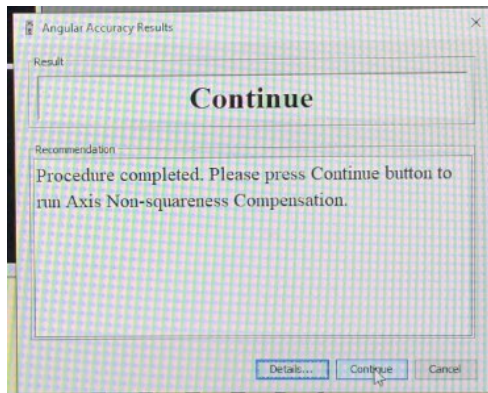 Angular Accuracy Results
Result
Continue
Recommendation
Procedure completed. Please press Continue button to
run Axis Non-squareness Compensation.
Details... Continue Cancel